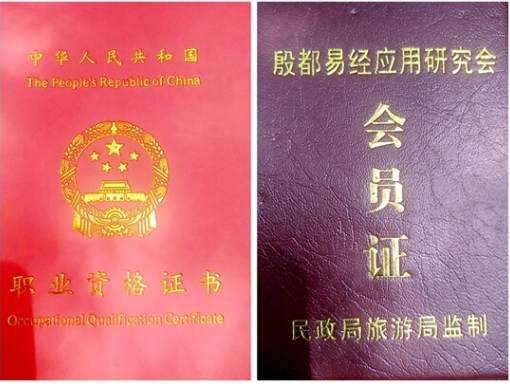 中华人民共和国
The People's Republic of China
职业资格证书
Occupational Qualification Certificate
殷都易经应用研究会
会
员
证
民政局旅游局监制